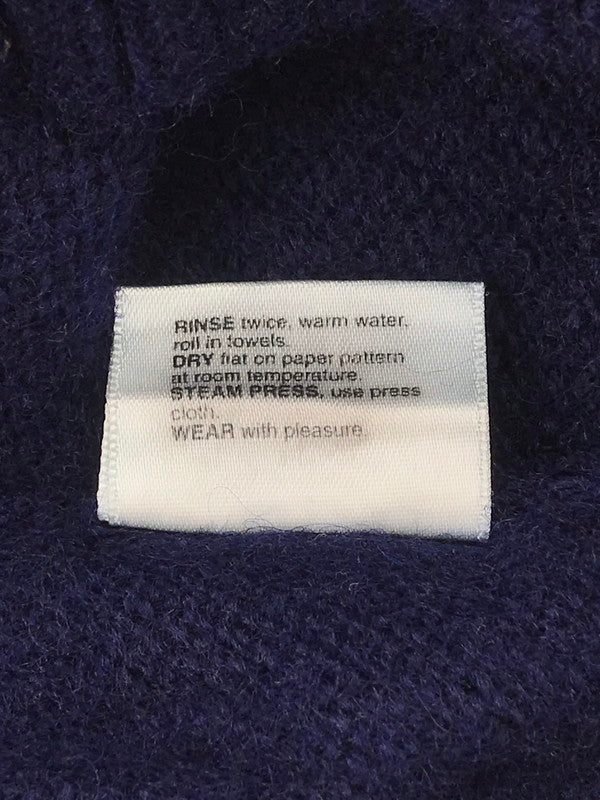 RINSE twice, warm water,
roll in towels.
DRY flat on paper pattern
at room temperature.
STEAM PRESS, use press
cloth.
WEAR with pleasure.